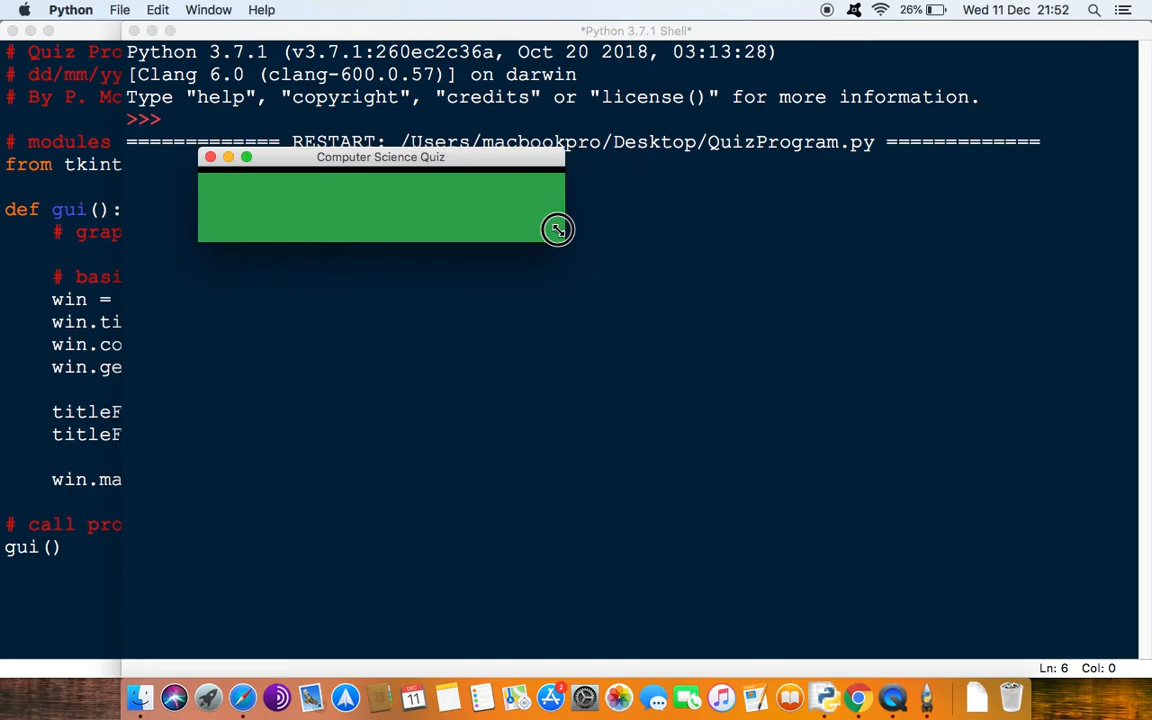 Python File Edit Window Help 26% Wed 11 Dec 21:52
*Python 3.7.1 Shell*
# Quiz Pro
# dd/mm/yy
# By P. Mc
# modules
from tkint
def gui():
# grap
# basi
win =
win.ti
win.co
win.ge
titleF
titleF
win.ma
# call pro
gui()
Python 3.7.1 (v3.7.1:260ec2c36a, Oct 20 2018, 03:13:28)
[Clang 6.0 (clang-600.0.57)] on darwin
Type "help", "copyright", "credits" or "license()" for more information.
>>>
============= RESTART: /Users/macbookpro/Desktop/QuizProgram.py =============
Computer Science Quiz
Ln: 6 Col: 0